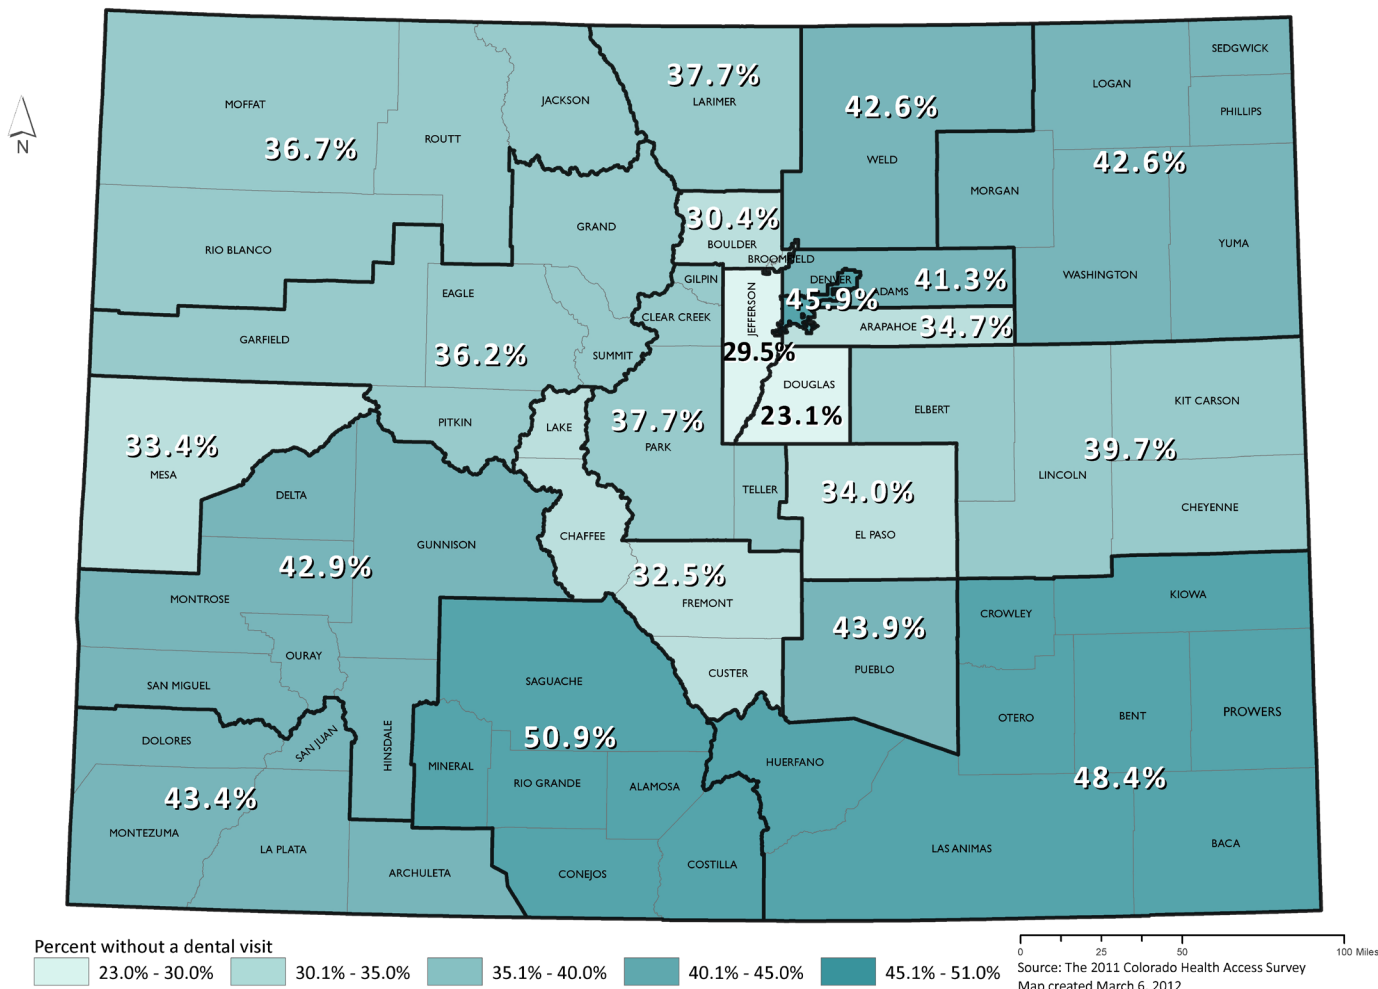 37.7%
LARIMER
SEDGWICK
LOGAN
PHILLIPS
JACKSON
MOFFAT
42.6%
ROUTT
36.7%
WELD
42.6%
MORGAN
N
GRAND
30.4%
BOULDER
YUMA
RIO BLANCO
BROOMFIELD
WASHINGTON
GILPIN
DENVER
41.3%
ADAMS
EAGLE
45.9%
JEFFERSON
CLEAR CREEK
ARAPAHOE
34.7%
GARFIELD
36.2%
SUMMIT
29.5%
DOUGLAS
23.1%
ELBERT
KIT CARSON
PITKIN
LAKE
37.7%
PARK
33.4%
MESA
39.7%
LINCOLN
TELLER
34.0%
EL PASO
CHEYENNE
DELTA
CHAFFEE
GUNNISON
42.9%
32.5%
FREMONT
MONTROSE
KIOWA
CROWLEY
43.9%
PUEBLO
OURAY
CUSTER
SAN MIGUEL
SAGUACHE
50.9%
OTERO
BENT
PROWERS
DOLORES
SAN JUAN
HINSDALE
MINERAL
RIO GRANDE
ALAMOSA
HUERFANO
48.4%
43.4%
MONTEZUMA
LA PLATA
ARCHULETA
CONEJOS
COSTILLA
LAS ANIMAS
BACA
Percent without a dental visit
23.0% - 30.0%
30.1% - 35.0%
35.1% - 40.0%
40.1% - 45.0%
45.1% - 51.0%
0 25 50 100 Miles
Source: The 2011 Colorado Health Access Survey
Map created March 6, 2012